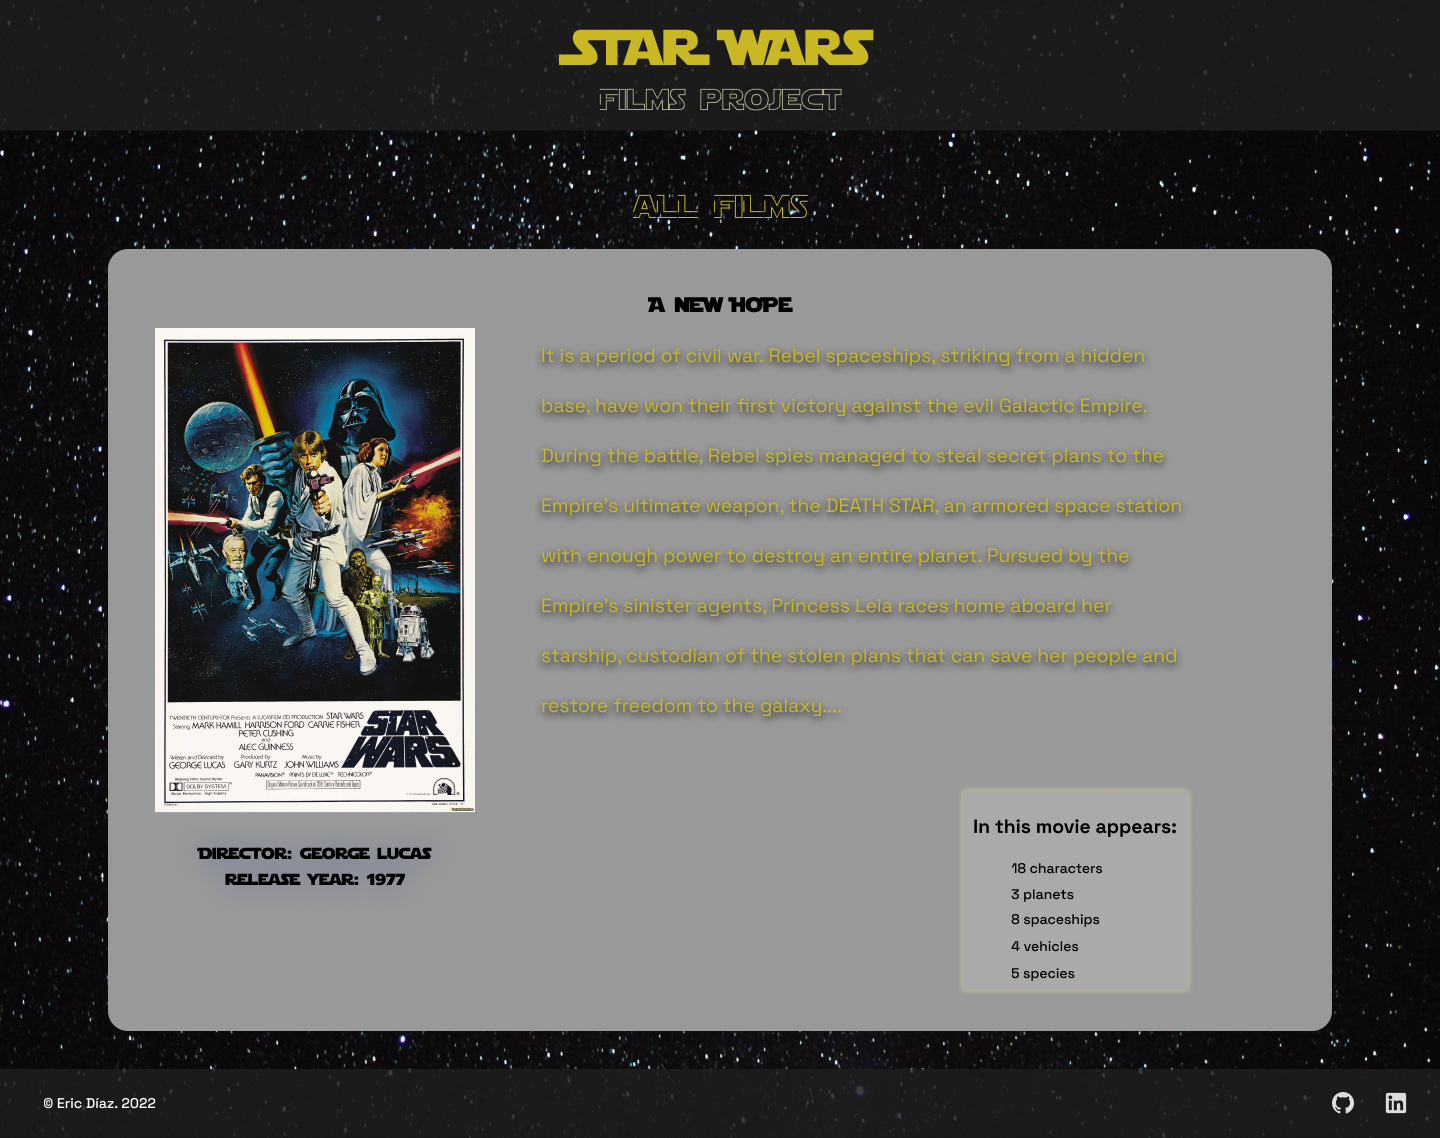 STAR WARS
FILMS PROJECT
ALL FILMS
A NEW HOPE
It is a period of civil war. Rebel spaceships, striking from a hidden
base, have won their first victory against the evil Galactic Empire.
During the battle, Rebel spies managed to steal secret plans to the
Empire's ultimate weapon, the DEATH STAR, an armored space station
with enough power to destroy an entire planet. Pursued by the
Empire's sinister agents, Princess Leia races home aboard her
starship, custodian of the stolen plans that can save her people and
restore freedom to the galaxy....
TWENTIETH CENTURY-FOX Presents A LUCASFILM LTD PRODUCTION STAR WARS
Starring MARK HAMILL HARRISON FORD CARRIE FISHER
PETER CUSHING
and
ALEC GUINNESS
Written and Directed by
GEORGE LUCAS
Produced by
GARY KURTZ
Music by
JOHN WILLIAMS
PANAVISION® PRINTS BY DE LUXE® TECHNICOLOR®
Making Films Sound Better
DOLBY SYSTEM
Noise Reduction - High Fidelity
STAR
WARS
DIRECTOR: GEORGE LUCAS
RELEASE YEAR: 1977
In this movie appears:
18 characters
3 planets
8 spaceships
4 vehicles
5 species
© Eric Díaz. 2022